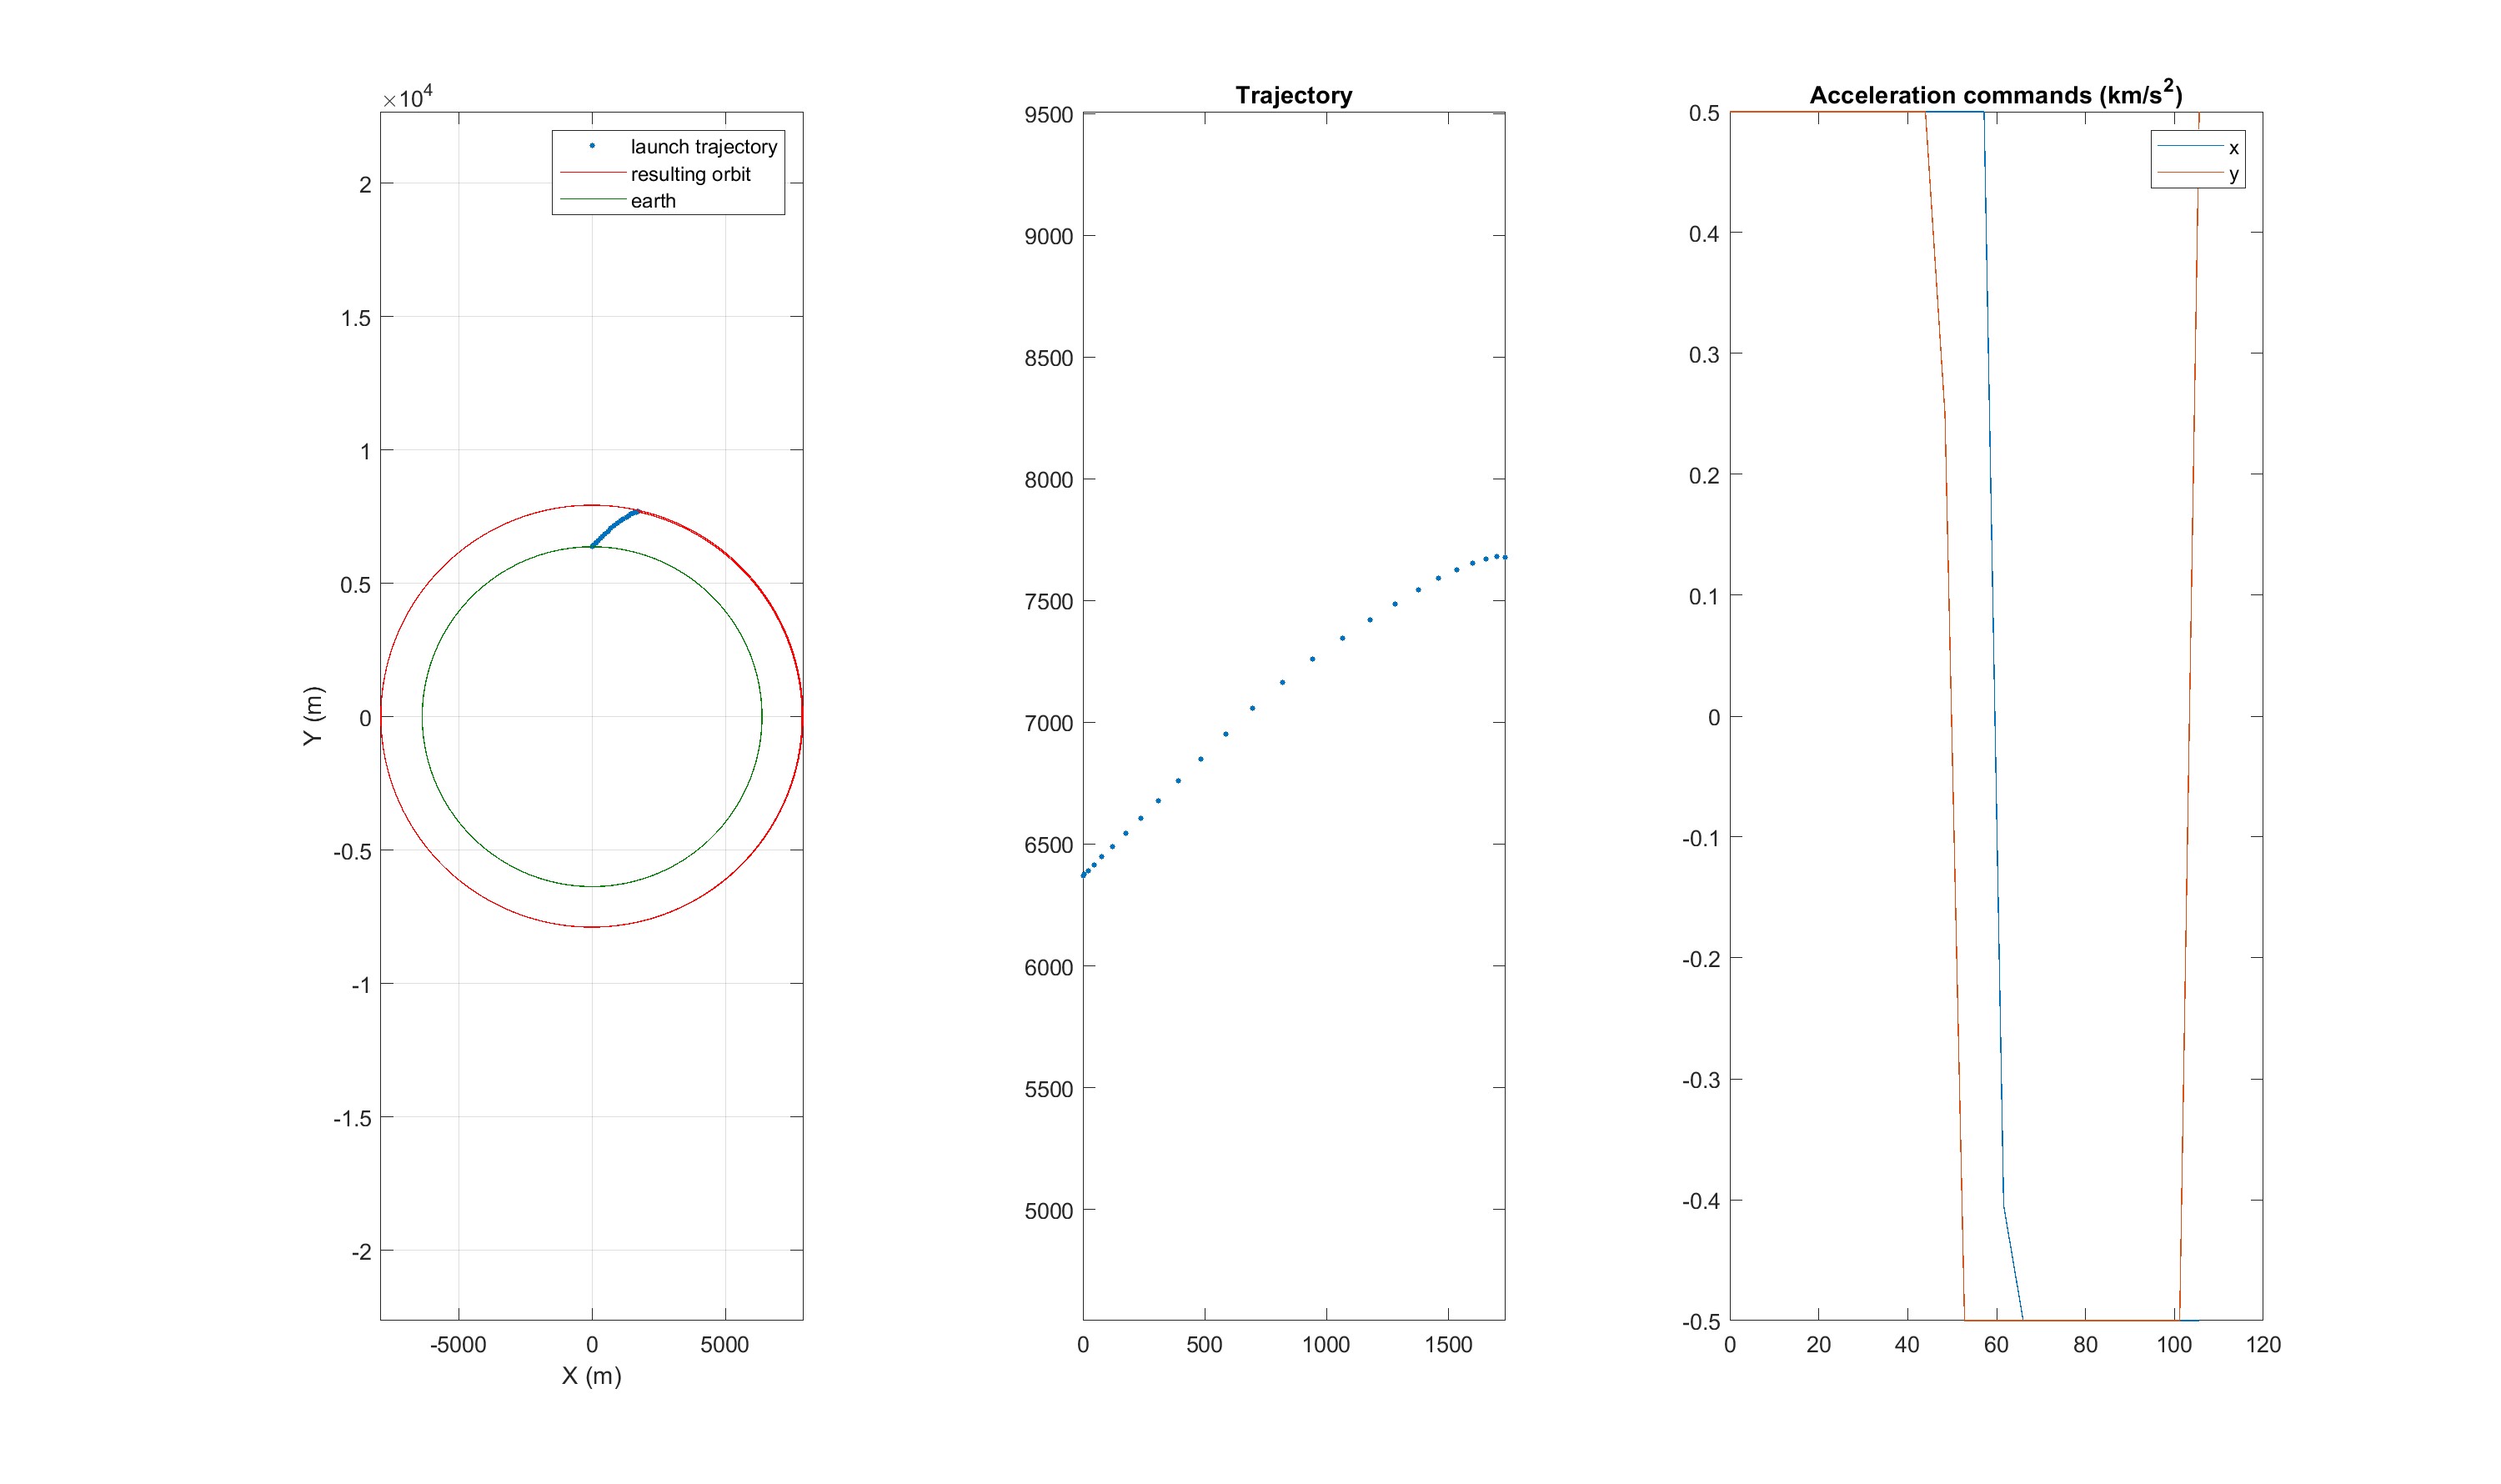 ×10^4
2
1.5
1
0.5
0
-0.5
-1
-1.5
-2
Y (m)
-5000 0 5000
X (m)
launch trajectory
resulting orbit
earth
Trajectory
9500
9000
8500
8000
7500
7000
6500
6000
5500
5000
0 500 1000 1500
Acceleration commands (km/s^2)
0.5
0.4
0.3
0.2
0.1
0
-0.1
-0.2
-0.3
-0.4
-0.5
0 20 40 60 80 100 120
x
y